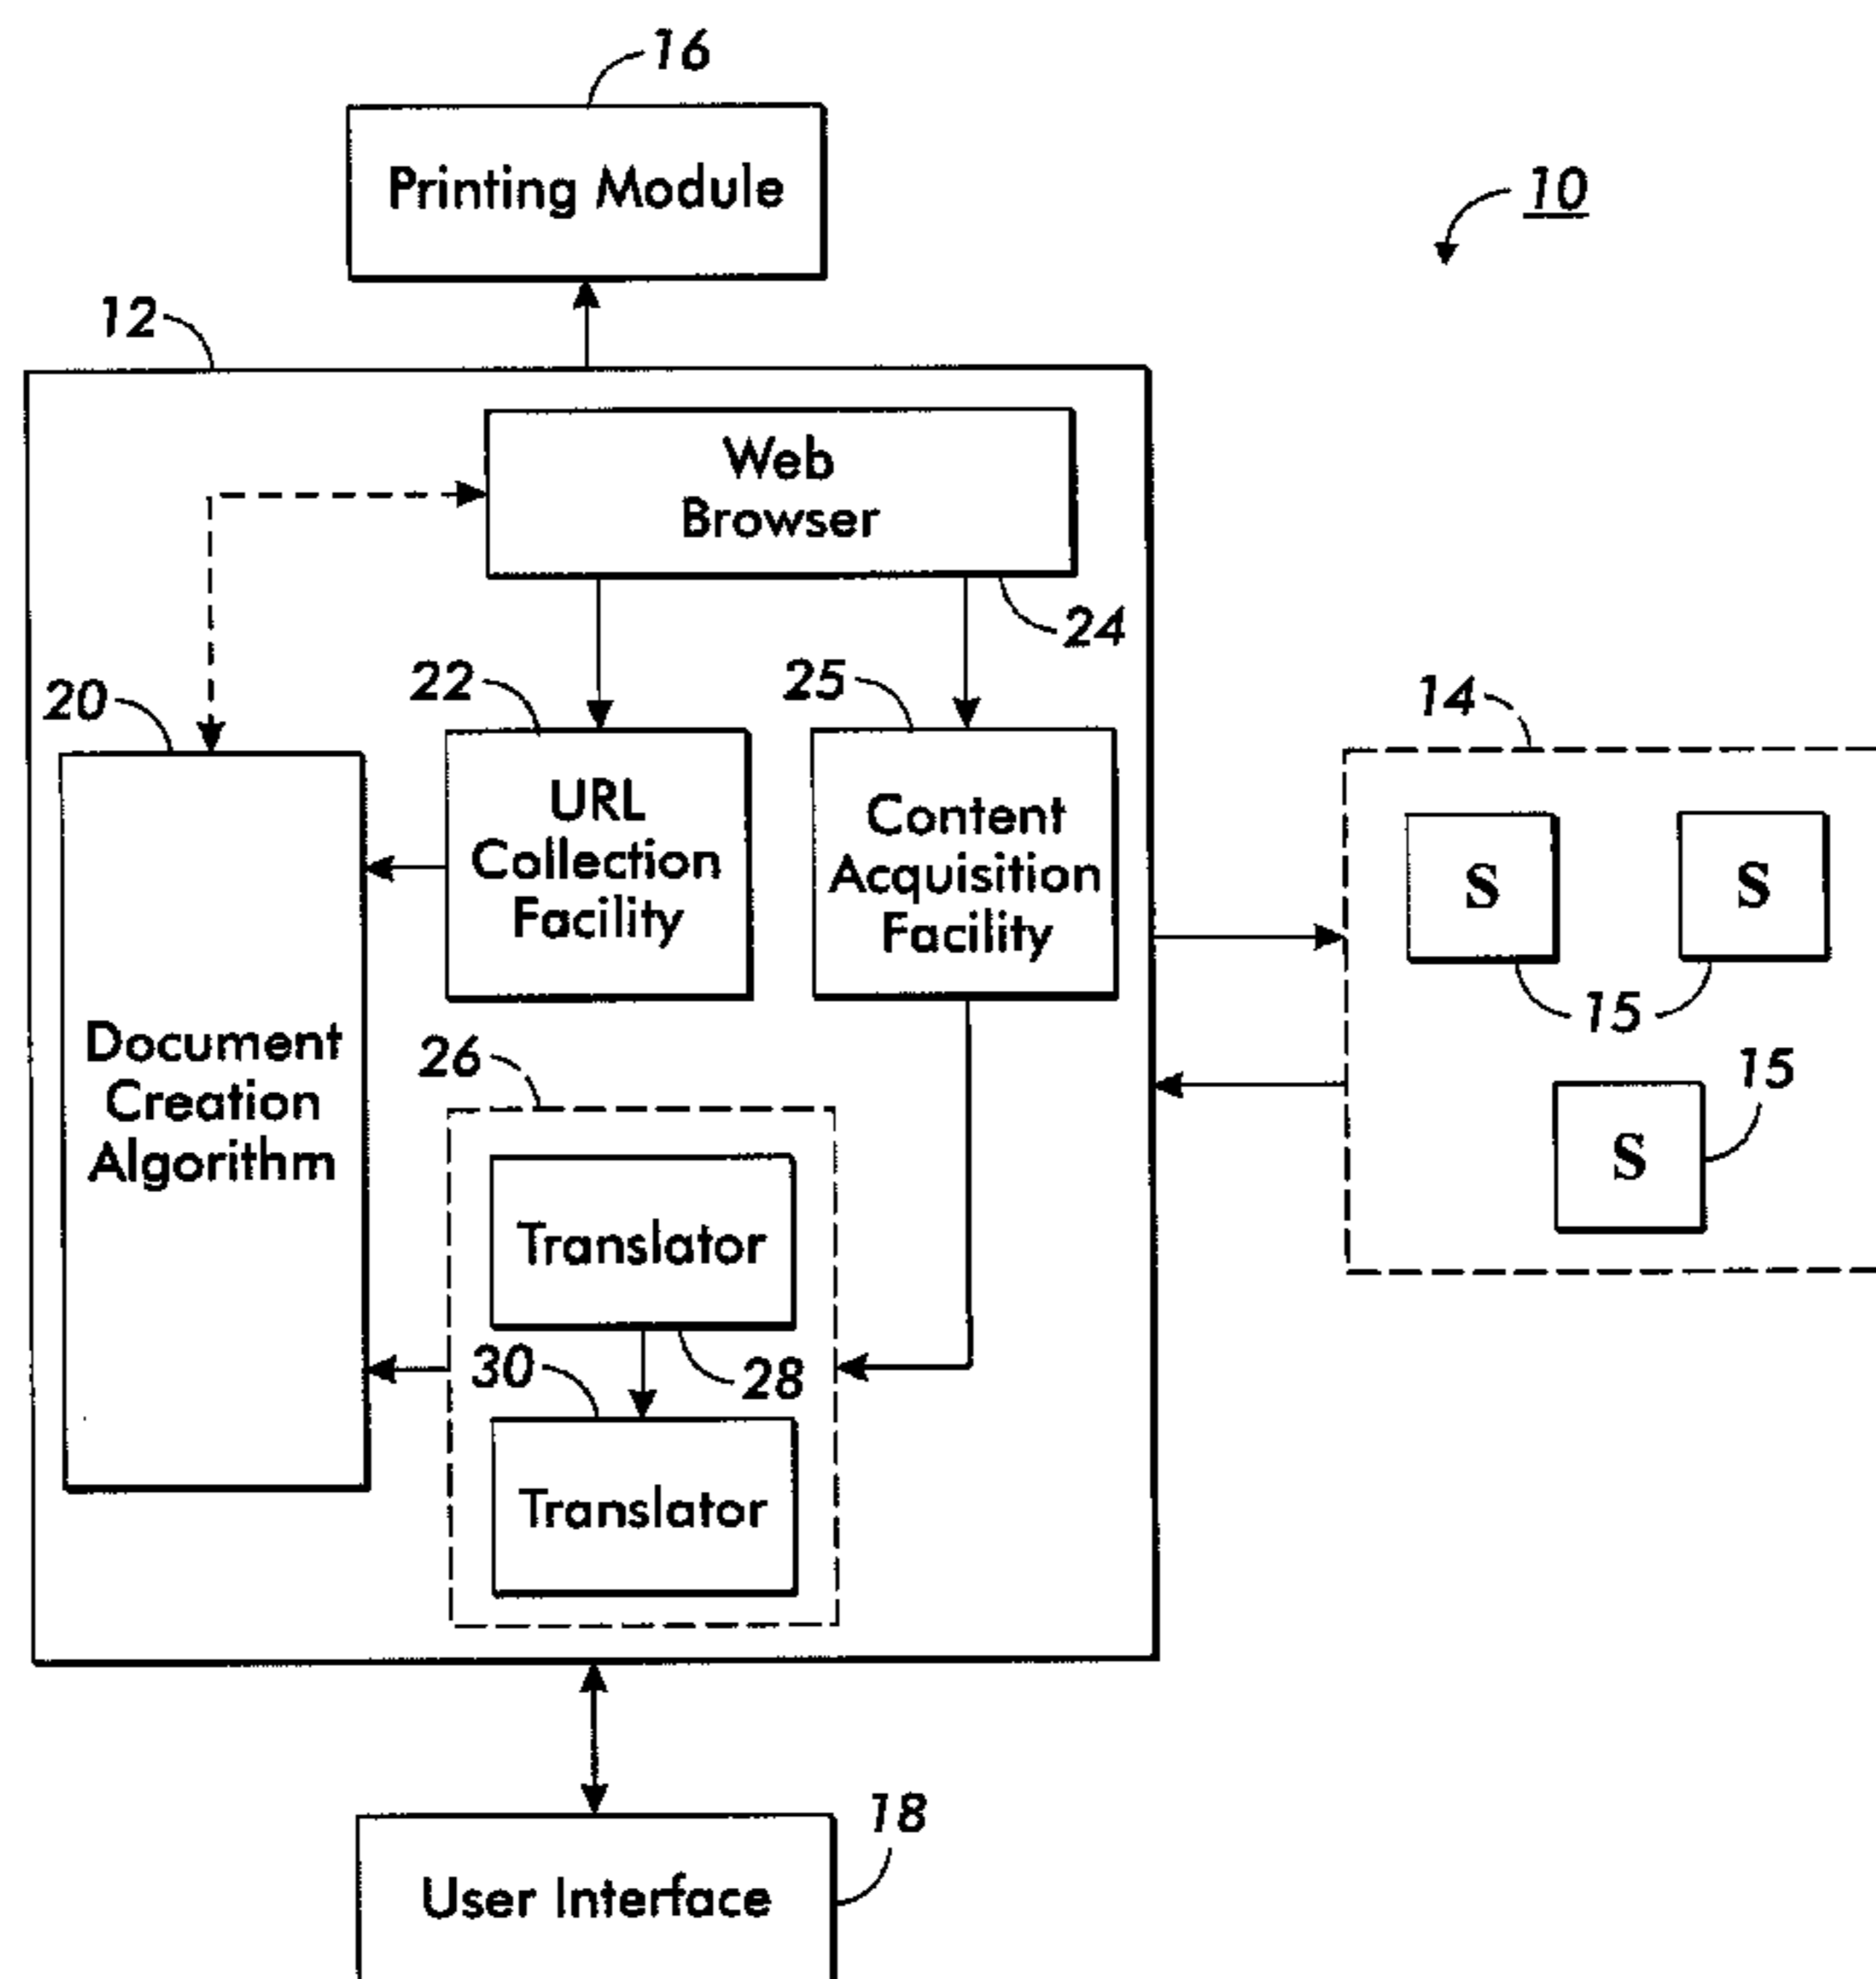 16
Printing Module
10
12
Web
Browser
24
20
22
25
14
URL
Collection
Facility
Content
Acquisition
Facility
S
S
15
Document
Creation
Algorithm
26
15
S
Translator
30
28
Translator
18
User Interface